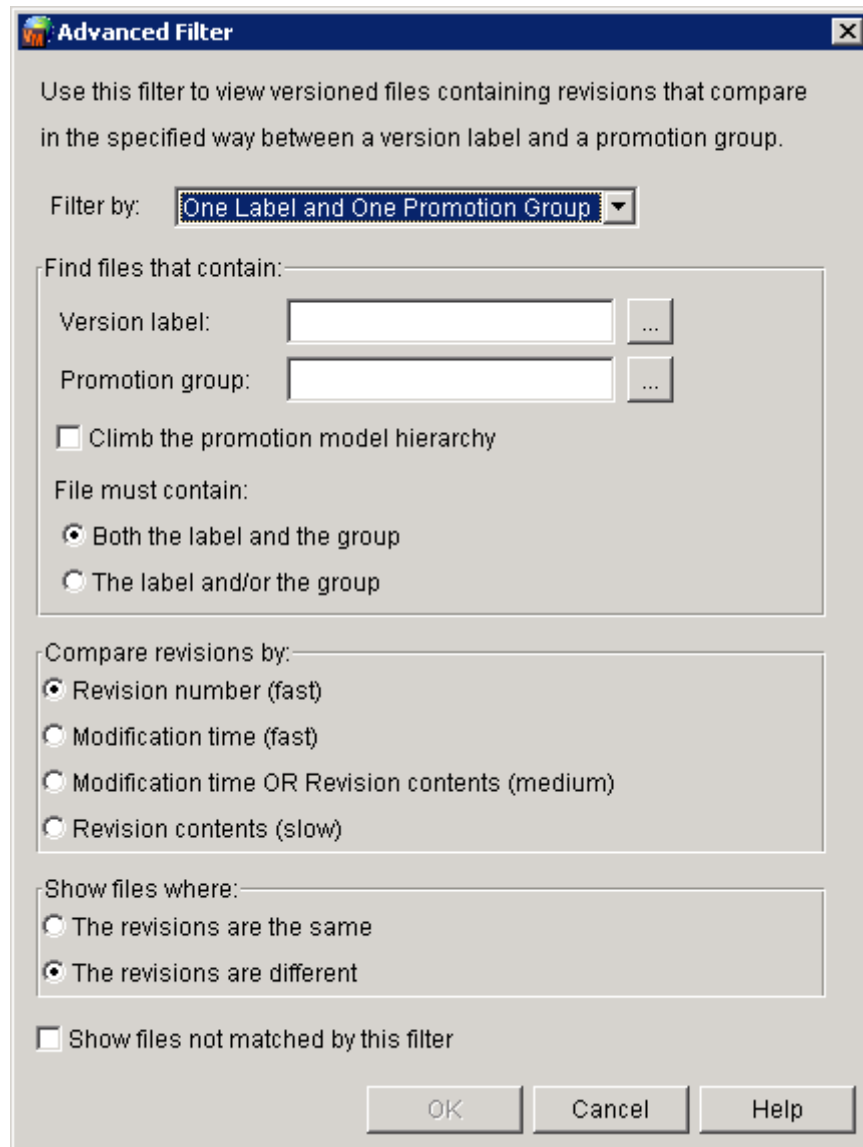 Advanced Filter
Use this filter to view versioned files containing revisions that compare
in the specified way between a version label and a promotion group.
Filter by: One Label and One Promotion Group
Find files that contain:
Version label: ...
Promotion group: ...
Climb the promotion model hierarchy
File must contain:
Both the label and the group
The label and/or the group
Compare revisions by:
Revision number (fast)
Modification time (fast)
Modification time OR Revision contents (medium)
Revision contents (slow)
Show files where:
The revisions are the same
The revisions are different
Show files not matched by this filter
OK Cancel Help